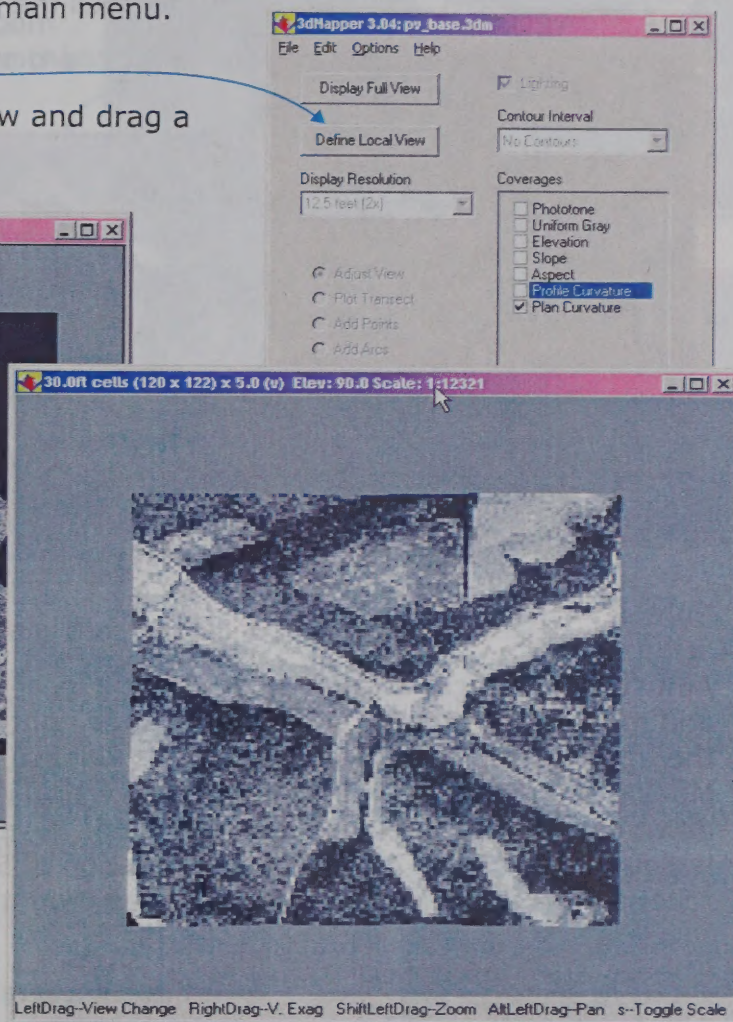 main menu.
w and drag a
3dMapper 3.04: pv_base.3dm
File Edit Options Help
Display Full View
Lighting
Define Local View
Contour Interval
No Contours
Display Resolution
12.5 feet (2x)
Coverages
Phototone
Uniform Gray
Elevation
Slope
Aspect
Profile Curvature
Plan Curvature
Adjust View
Plot Transect
Add Points
Add Arcs
30.0ft cells (120 x 122) x 5.0 (v) Elev: 90.0 Scale: 1:12321
LeftDrag--View Change RightDrag--V. Exag ShiftLeftDrag--Zoom AltLeftDrag--Pan s--Toggle Scale